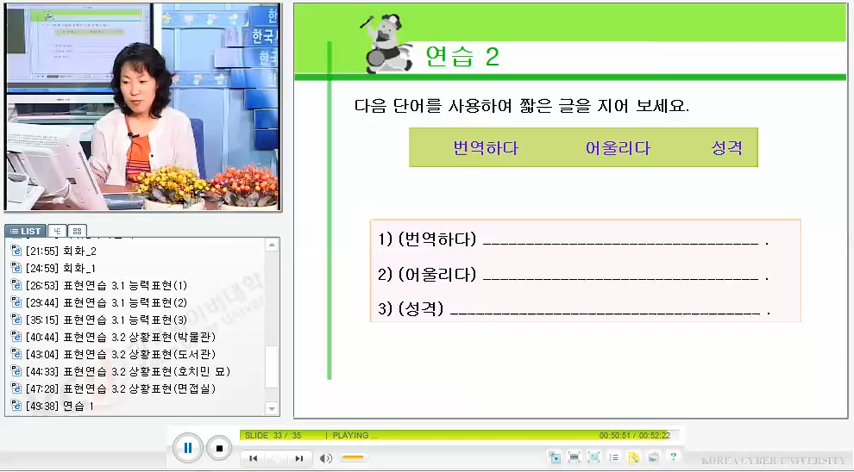 연습 2
다음 단어를 사용하여 짧은 글을 지어 보세요.
번역하다 어울리다 성격
1) (번역하다) ________________________________ .
2) (어울리다) ________________________________ .
3) (성격) ____________________________________ .
LIST
[21:55] 회화_2
[24:59] 회화_1
[26:53] 표현연습 3.1 능력표현(1)
[29:44] 표현연습 3.1 능력표현(2)
[35:15] 표현연습 3.1 능력표현(3)
[40:44] 표현연습 3.2 상황표현(박물관)
[43:04] 표현연습 3.2 상황표현(도서관)
[44:33] 표현연습 3.2 상황표현(호치민 묘)
[47:28] 표현연습 3.2 상황표현(면접실)
[49:38] 연습 1
SLIDE 33 / 35 | PLAYING ...
00:50:51 / 00:52:22
KOREA CYBER UNIVERSITY